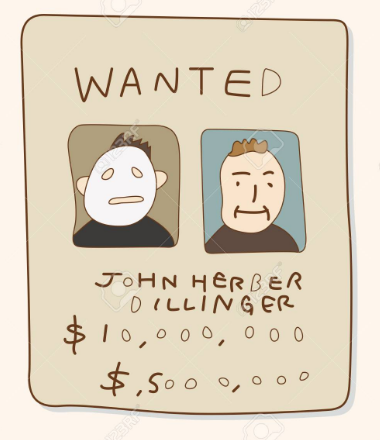 WANTED
JOHN HERBER
DILLINGER
$10,000,000
$,500,000